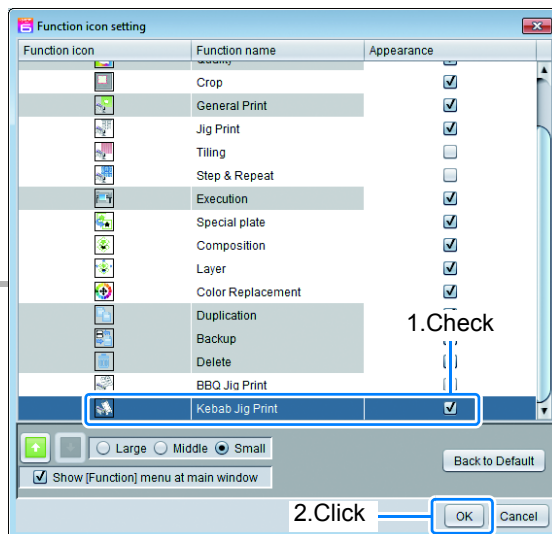 Function icon setting
Function icon Function name Appearance
Quality
Crop
General Print
Jig Print
Tiling
Step & Repeat
Execution
Special plate
Composition
Layer
Color Replacement
Duplication
1.Check
Backup
Delete
BBQ Jig Print
Kebab Jig Print
Large Middle Small
Back to Default
Show [Function] menu at main window
2.Click OK Cancel